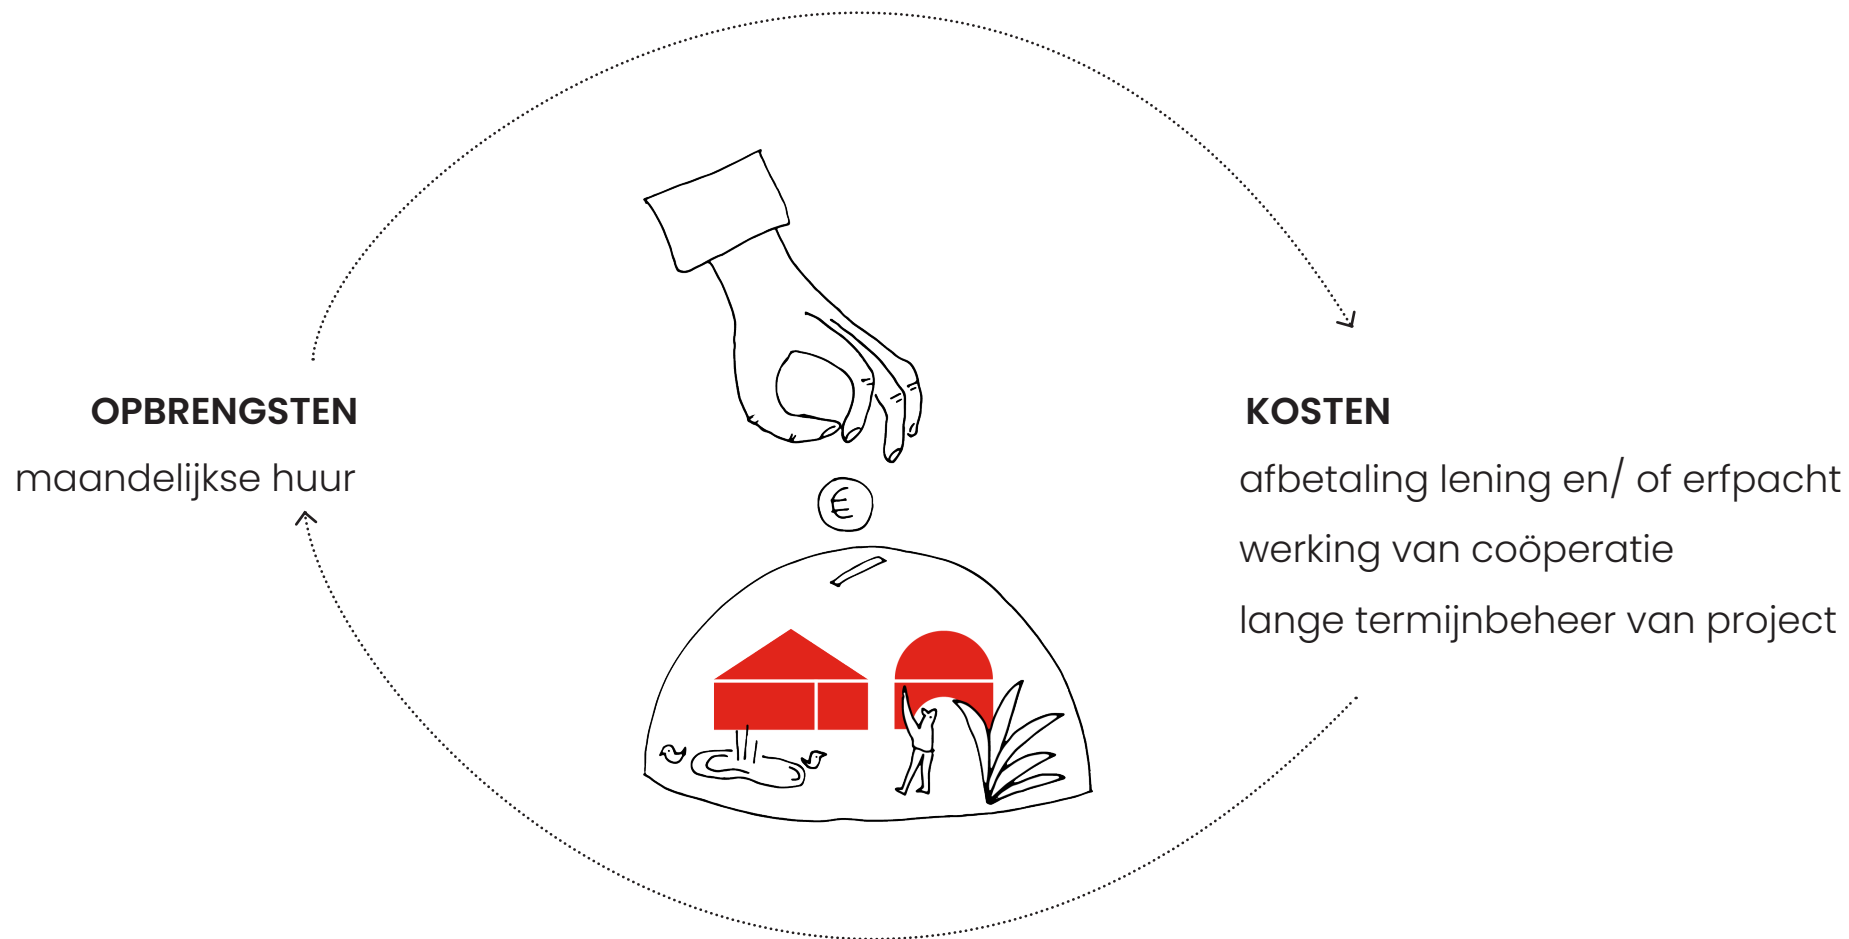 OPBRENGSTEN
maandelijkse huur
€
KOSTEN
afbetaling lening en/ of erfpacht
werking van coöperatie
lange termijnbeheer van project